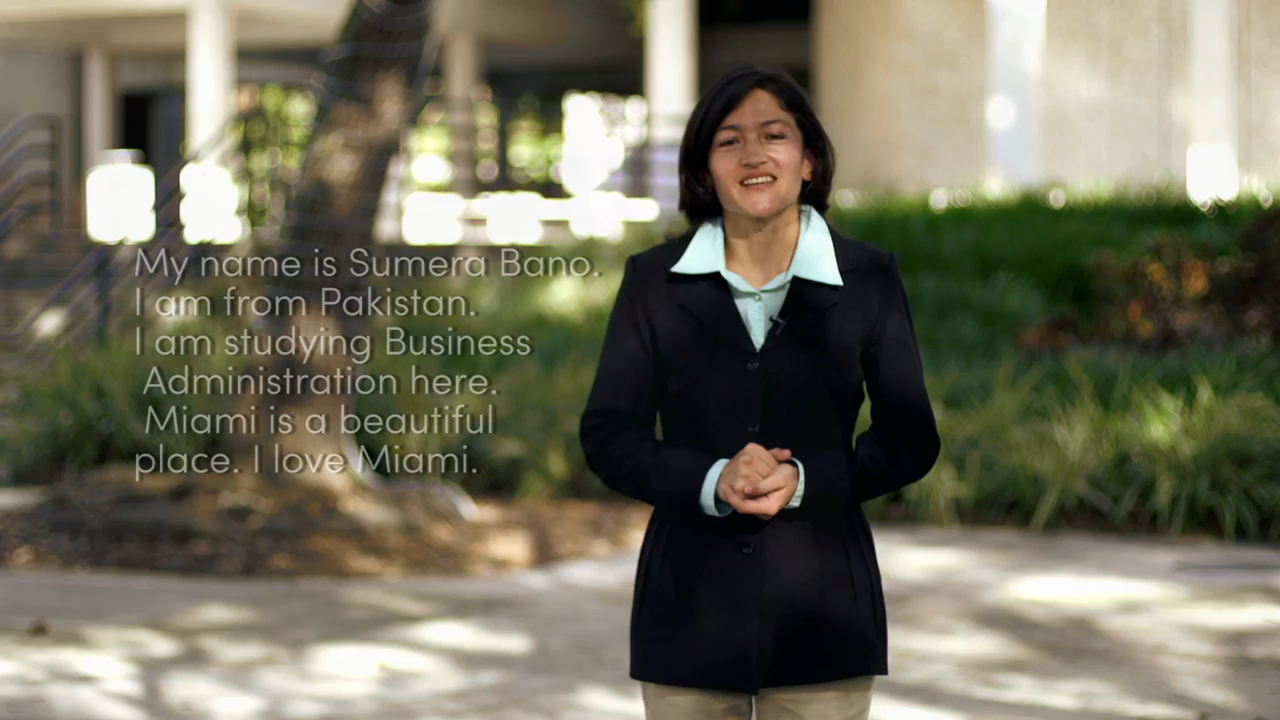 My name is Sumera Bano.
I am from Pakistan.
I am studying Business
Administration here.
Miami is a beautiful
place. I love Miami.